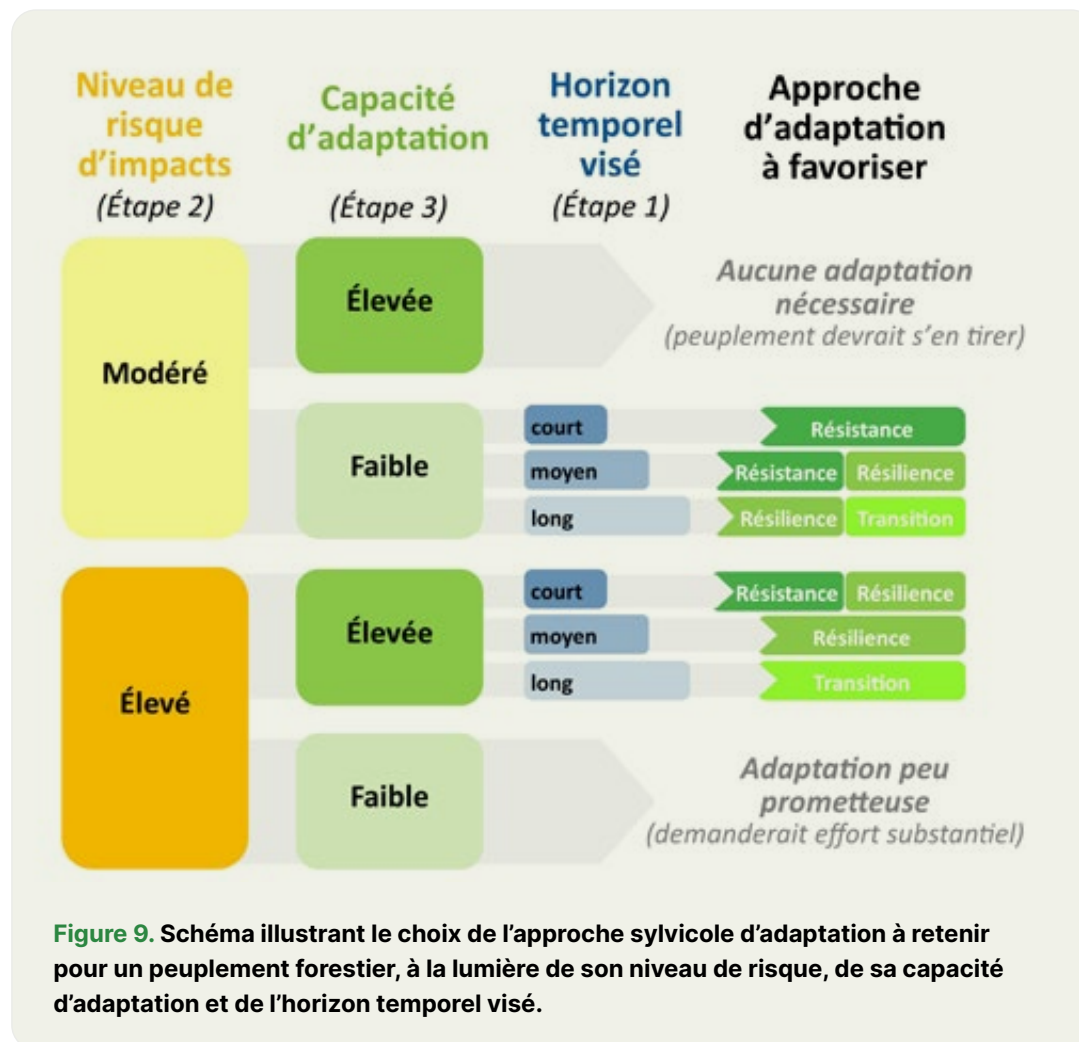 Niveau de
risque
d'impacts
(Étape 2)
Capacité
d'adaptation
(Étape 3)
Horizon
temporel
visé
(Étape 1)
Approche
d'adaptation
à favoriser
Modéré
Élevée
Aucune adaptation
nécessaire
(peuplement devrait s'en tirer)
Faible
court
Résistance
moyen
Résistance Résilience
long
Résilience Transition
Élevé
Élevée
court
Résistance Résilience
moyen
Résilience
long
Transition
Faible
Adaptation peu
prometteuse
(demanderait effort substantiel)
Figure 9. Schéma illustrant le choix de l'approche sylvicole d'adaptation à retenir
pour un peuplement forestier, à la lumière de son niveau de risque, de sa capacité
d'adaptation et de l'horizon temporel visé.